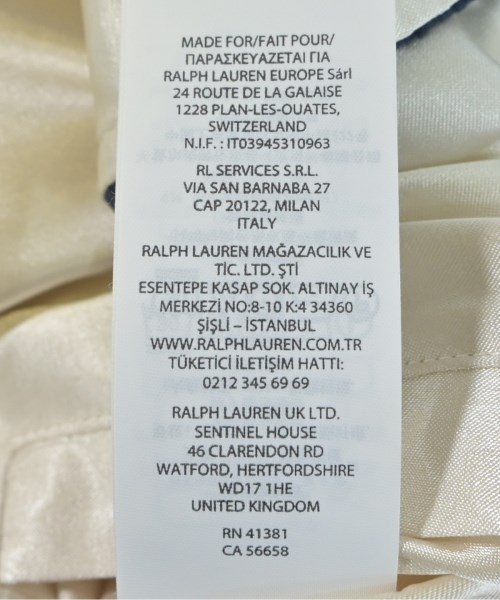 MADE FOR/FAIT POUR/
ΠΑΡΑΣΚΕΥΑΖΕΤΑΙ ΓΙΑ
RALPH LAUREN EUROPE Sárl
24 ROUTE DE LA GALAISE
1228 PLAN-LES-OUATES,
SWITZERLAND
N.I.F. : IT03945310963
RL SERVICES S.R.L.
VIA SAN BARNABA 27
CAP 20122, MILAN
ITALY
RALPH LAUREN MAĞAZACILIK VE
TİC. LTD. ŞTİ
ESENTEPE KASAP SOK. ALTINAY İŞ
MERKEZİ NO:8-10 K:4 34360
ŞİŞLİ – İSTANBUL
WWW.RALPHLAUREN.COM.TR
TÜKETİCİ İLETİŞİM HATTI:
0212 345 69 69
RALPH LAUREN UK LTD.
SENTINEL HOUSE
46 CLARENDON RD
WATFORD, HERTFORDSHIRE
WD17 1HE
UNITED KINGDOM
RN 41381
CA 56658